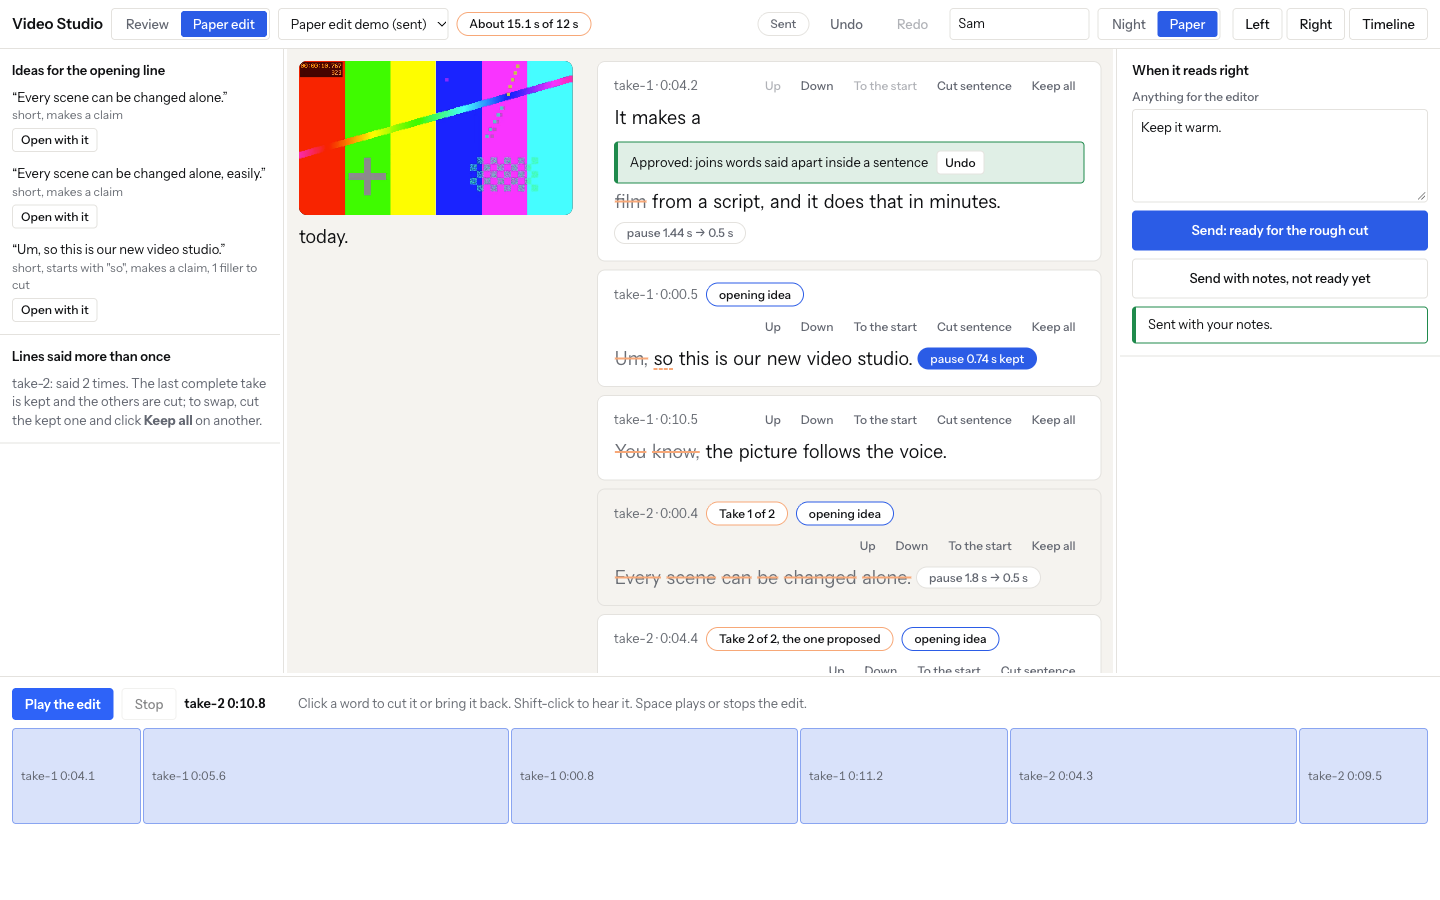 Video Studio Review Paper edit Paper edit demo (sent) About 15.1 s of 12 s Sent Undo Redo Sam Night Paper Left Right Timeline
Ideas for the opening line
“Every scene can be changed alone.”
short, makes a claim
Open with it
“Every scene can be changed alone, easily.”
short, makes a claim
Open with it
“Um, so this is our new video studio.”
short, starts with "so", makes a claim, 1 filler to
cut
Open with it
Lines said more than once
take-2: said 2 times. The last complete take
is kept and the others are cut; to swap, cut
the kept one and click Keep all on another.
00:00:10.767
323
today.
take-1 · 0:04.2 Up Down To the start Cut sentence Keep all
It makes a
Approved: joins words said apart inside a sentence Undo
film from a script, and it does that in minutes.
pause 1.44 s → 0.5 s
take-1 · 0:00.5 opening idea
Up Down To the start Cut sentence Keep all
Um, so this is our new video studio. pause 0.74 s kept
take-1 · 0:10.5 Up Down To the start Cut sentence Keep all
You know, the picture follows the voice.
take-2 · 0:00.4 Take 1 of 2 opening idea
Up Down To the start Keep all
Every scene can be changed alone. pause 1.8 s → 0.5 s
take-2 · 0:04.4 Take 2 of 2, the one proposed opening idea
Up Down To the start Cut sentence
When it reads right
Anything for the editor
Keep it warm.
Send: ready for the rough cut
Send with notes, not ready yet
Sent with your notes.
Play the edit Stop take-2 0:10.8 Click a word to cut it or bring it back. Shift-click to hear it. Space plays or stops the edit.
take-1 0:04.1 take-1 0:05.6 take-1 0:00.8 take-1 0:11.2 take-2 0:04.3 take-2 0:09.5